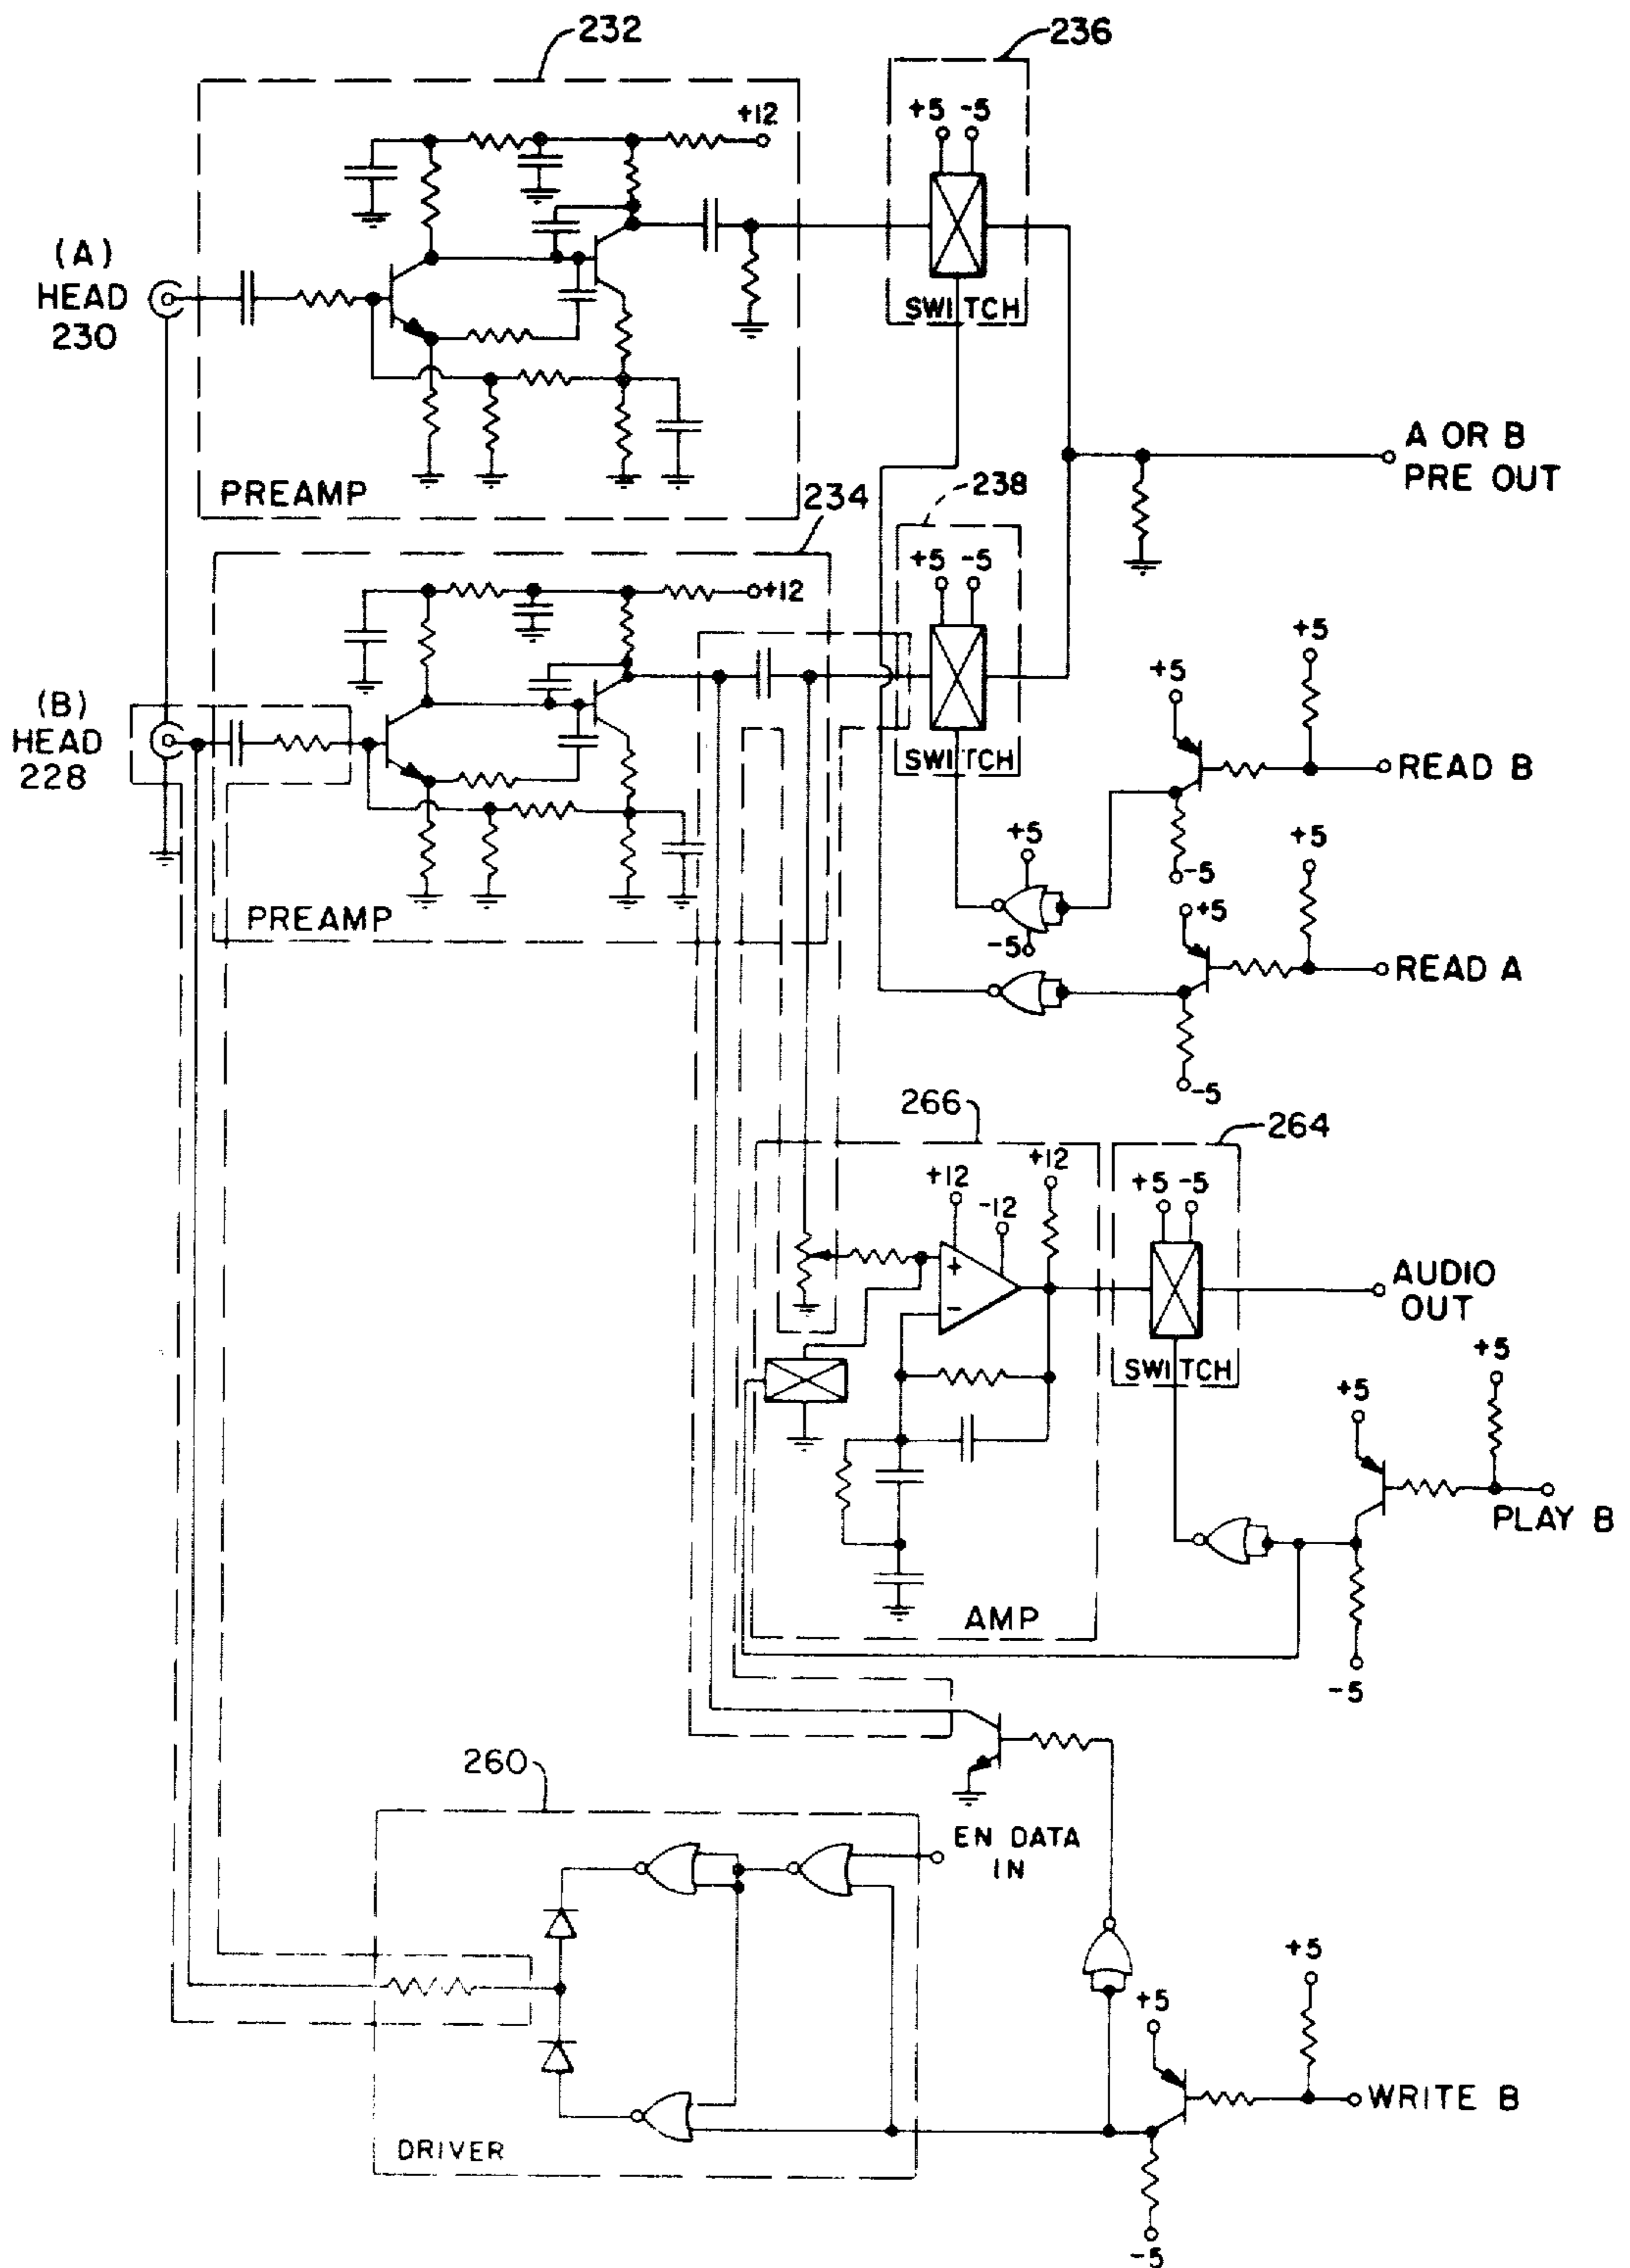 232
236
+12
+5 -5
(A)
HEAD
230
SWITCH
A OR B
PRE OUT
PREAMP
234
238
+5 -5
+12
+5
+5
(B)
HEAD
228
SWITCH
READ B
+5
-5
+5
+5
-5
PREAMP
READ A
-5
266
264
+12
+12
-12
+5 -5
+
-
AUDIO
OUT
SWITCH
+5
+5
PLAY B
AMP
-5
260
EN DATA
IN
+5
+5
WRITE B
DRIVER
-5